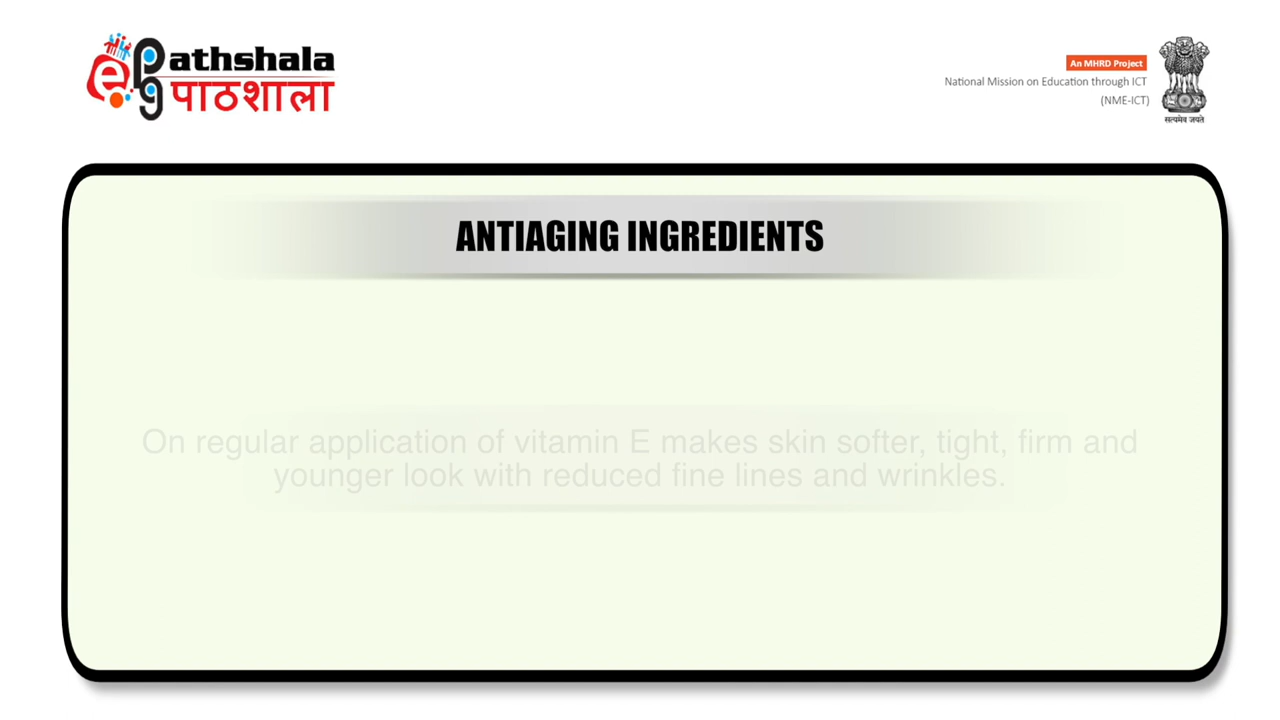 e pg Pathshala
पाठशाला
An MHRD Project
National Mission on Education through ICT
(NME-ICT)
सत्यमेव जयते
ANTIAGING INGREDIENTS
On regular application of vitamin E makes skin softer, tight, firm and
younger look with reduced fine lines and wrinkles.